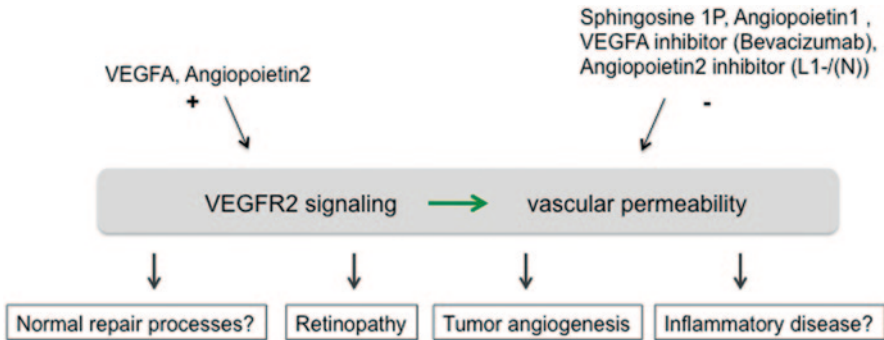 Sphingosine 1P, Angiopoietin1 ,
VEGFA inhibitor (Bevacizumab),
Angiopoietin2 inhibitor (L1-/(N))
-
VEGFA, Angiopoietin2
+
VEGFR2 signaling
vascular permeability
Normal repair processes?
Retinopathy
Tumor angiogenesis
Inflammatory disease?